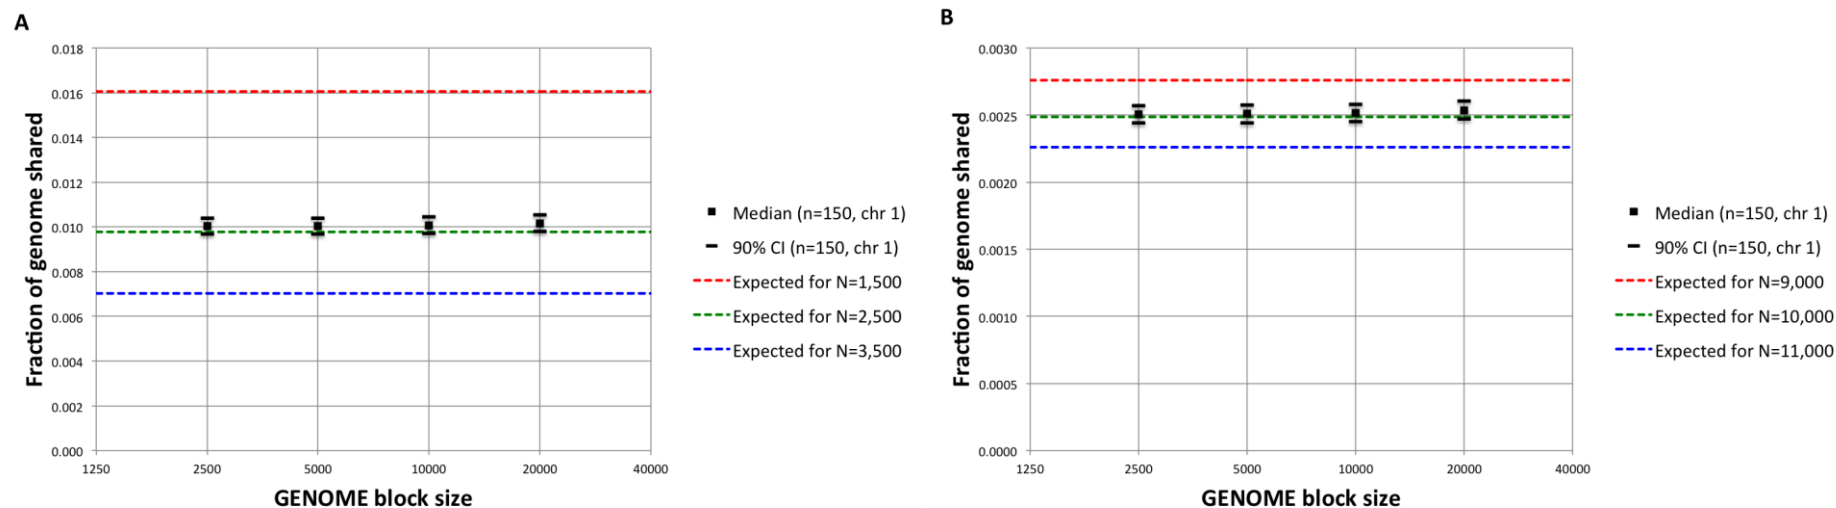 A
Fraction of genome shared
0.018
0.016
0.014
0.012
0.010
0.008
0.006
0.004
0.002
0.000
1250 2500 5000 10000 20000 40000
GENOME block size
Median (n=150, chr 1)
90% CI (n=150, chr 1)
Expected for N=1,500
Expected for N=2,500
Expected for N=3,500
B
Fraction of genome shared
0.0030
0.0025
0.0020
0.0015
0.0010
0.0005
0.0000
1250 2500 5000 10000 20000 40000
GENOME block size
Median (n=150, chr 1)
90% CI (n=150, chr 1)
Expected for N=9,000
Expected for N=10,000
Expected for N=11,000